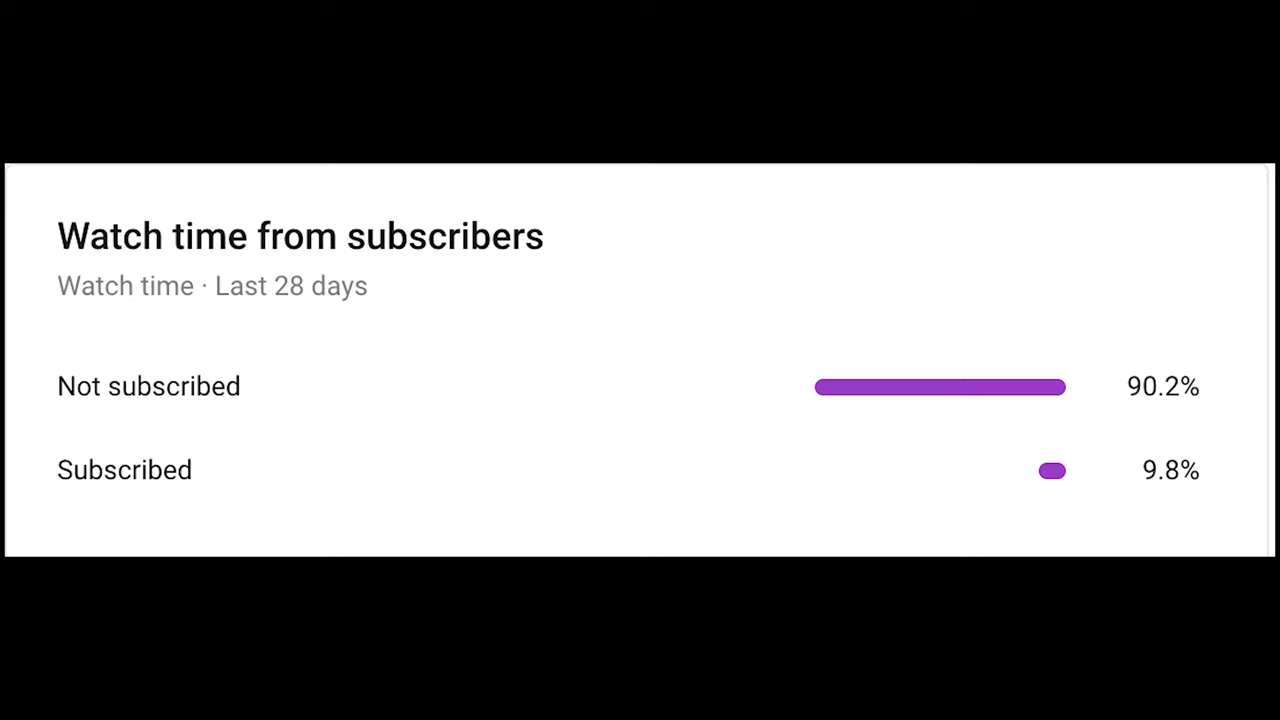 Watch time from subscribers
Watch time · Last 28 days
Not subscribed 90.2%
Subscribed 9.8%